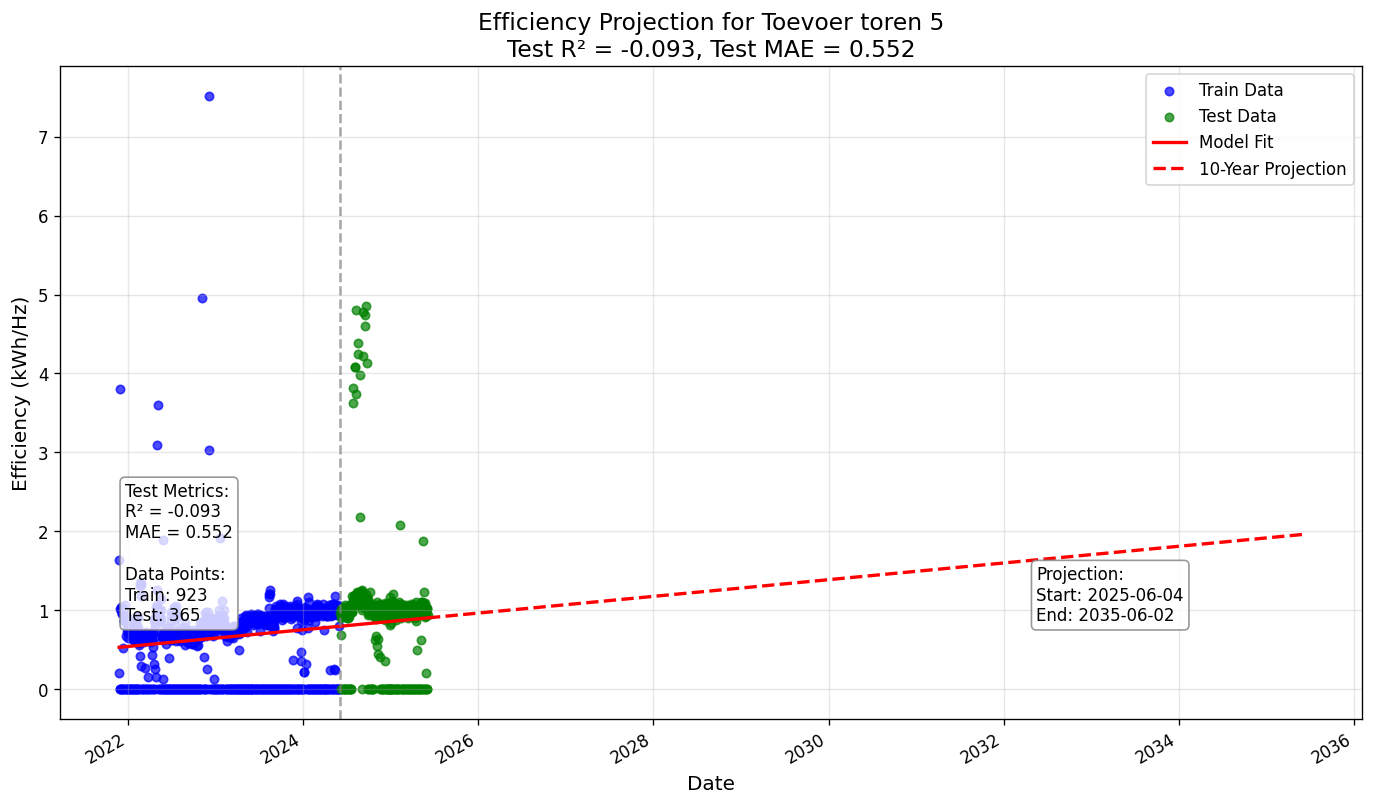 Efficiency Projection for Toevoer toren 5
Test R² = -0.093, Test MAE = 0.552
Train Data
Test Data
Model Fit
10-Year Projection
Efficiency (kWh/Hz)
7
6
5
4
3
2
1
0
Test Metrics:
R² = -0.093
MAE = 0.552
Data Points:
Train: 923
Test: 365
Projection:
Start: 2025-06-04
End: 2035-06-02
2022
2024
2026
2028
2030
2032
2034
2036
Date